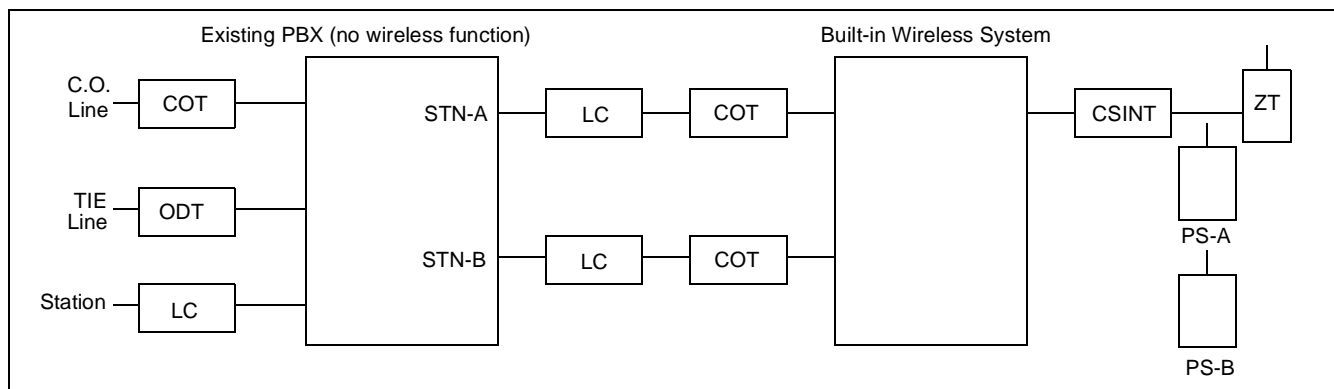 Existing PBX (no wireless function)
Built-in Wireless System
C.O.
Line
COT
STN-A
LC
COT
CSINT
ZT
TIE
Line
ODT
PS-A
STN-B
LC
COT
Station
LC
PS-B